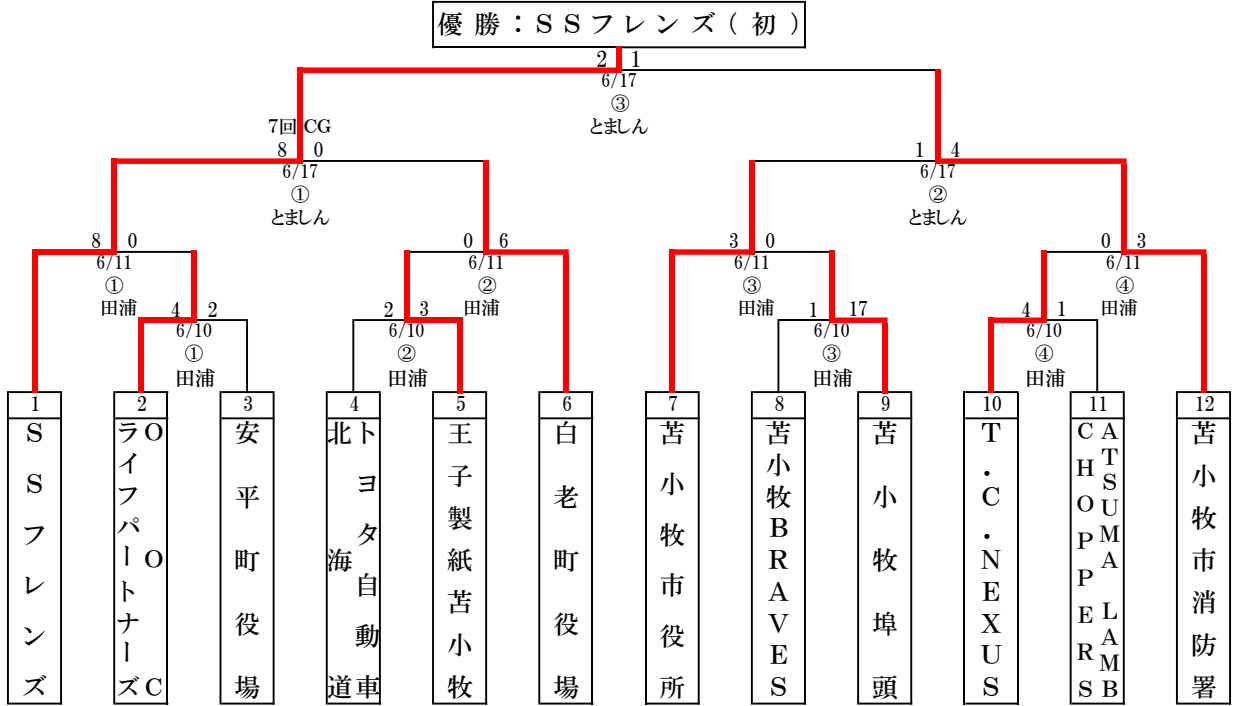 優勝：SSフレンズ(初)
2 1
6/17
③
とましん
7回 CG
8 0
6/17
①
とましん
1 4
6/17
②
とましん
8 0
6/11
①
田浦
0 6
6/11
②
田浦
3 0
6/11
③
田浦
0 3
6/11
④
田浦
4 2
6/10
①
田浦
2 3
6/10
②
田浦
1 17
6/10
③
田浦
4 1
6/10
④
田浦
1
SSフレンズ
2
OOC
ライフパートナーズ
3
安平町役場
4
トヨタ自動車
北海道
5
王子製紙苫小牧
6
白老町役場
7
苫小牧市役所
8
苫小牧BRAVES
9
苫小牧埠頭
10
T.C.NEXUS
11
ATSUMA LAMB
CHOPPERS
12
苫小牧市消防署